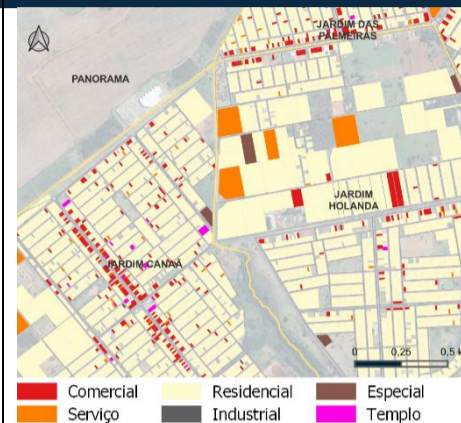 JARDIM DAS
PALMEIRAS
PANORAMA
JARDIM
HOLANDA
JARDIM CANAÃ
0 0,25 0,5
Comercial Residencial Especial
Serviço Industrial Templo